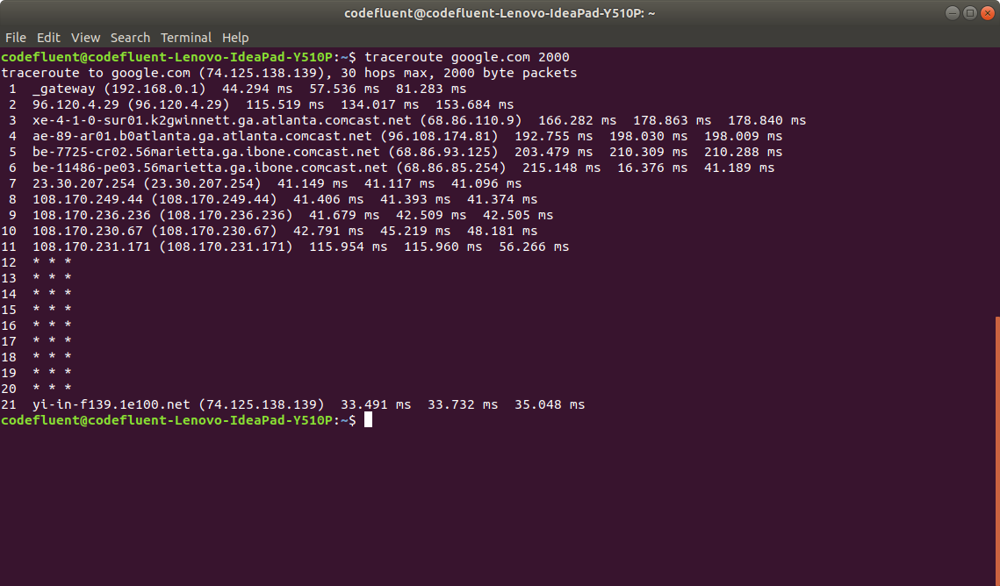 codefluent@codefluent-Lenovo-IdeaPad-Y510P: ~
File Edit View Search Terminal Help
codefluent@codefluent-Lenovo-IdeaPad-Y510P:~$ traceroute google.com 2000
traceroute to google.com (74.125.138.139), 30 hops max, 2000 byte packets
 1  _gateway (192.168.0.1)  44.294 ms  57.536 ms  81.283 ms
 2  96.120.4.29 (96.120.4.29)  115.519 ms  134.017 ms  153.684 ms
 3  xe-4-1-0-sur01.k2gwinnett.ga.atlanta.comcast.net (68.86.110.9)  166.282 ms  178.863 ms  178.840 ms
 4  ae-89-ar01.b0atlanta.ga.atlanta.comcast.net (96.108.174.81)  192.755 ms  198.030 ms  198.009 ms
 5  be-7725-cr02.56marietta.ga.ibone.comcast.net (68.86.93.125)  203.479 ms  210.309 ms  210.288 ms
 6  be-11486-pe03.56marietta.ga.ibone.comcast.net (68.86.85.254)  215.148 ms  16.376 ms  41.189 ms
 7  23.30.207.254 (23.30.207.254)  41.149 ms  41.117 ms  41.096 ms
 8  108.170.249.44 (108.170.249.44)  41.406 ms  41.393 ms  41.374 ms
 9  108.170.236.236 (108.170.236.236)  41.679 ms  42.509 ms  42.505 ms
10  108.170.230.67 (108.170.230.67)  42.791 ms  45.219 ms  48.181 ms
11  108.170.231.171 (108.170.231.171)  115.954 ms  115.960 ms  56.266 ms
12  * * *
13  * * *
14  * * *
15  * * *
16  * * *
17  * * *
18  * * *
19  * * *
20  * * *
21  yi-in-f139.1e100.net (74.125.138.139)  33.491 ms  33.732 ms  35.048 ms
codefluent@codefluent-Lenovo-IdeaPad-Y510P:~$